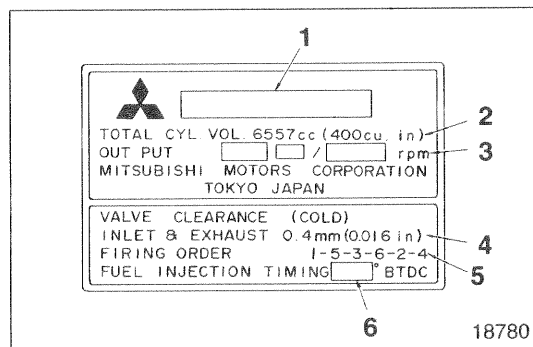 1
TOTAL CYL. VOL. 6557cc (400cu. in) 2
OUT PUT / rpm 3
MITSUBISHI MOTORS CORPORATION
TOKYO JAPAN
VALVE CLEARANCE (COLD)
INLET & EXHAUST 0.4mm (0.016 in) 4
FIRING ORDER 1-5-3-6-2-4 5
FUEL INJECTION TIMING ° BTDC
6
18780